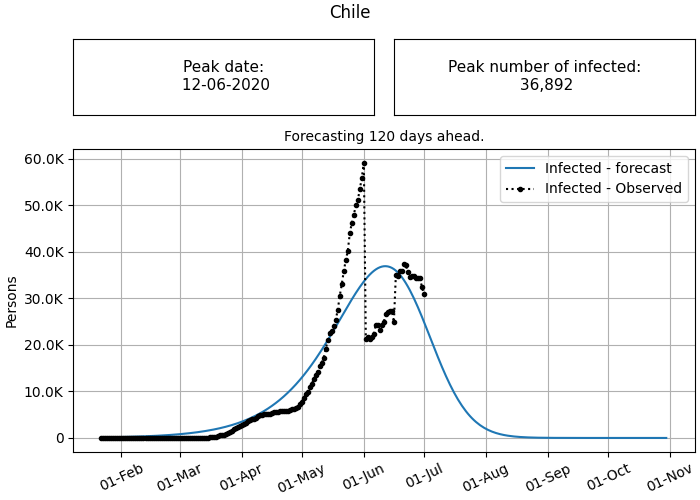 Chile
Peak date:
12-06-2020
Peak number of infected:
36,892
Forecasting 120 days ahead.
60.0K
50.0K
40.0K
30.0K
20.0K
10.0K
0
Persons
Infected - forecast
Infected - Observed
01-Feb
01-Mar
01-Apr
01-May
01-Jun
01-Jul
01-Aug
01-Sep
01-Oct
01-Nov